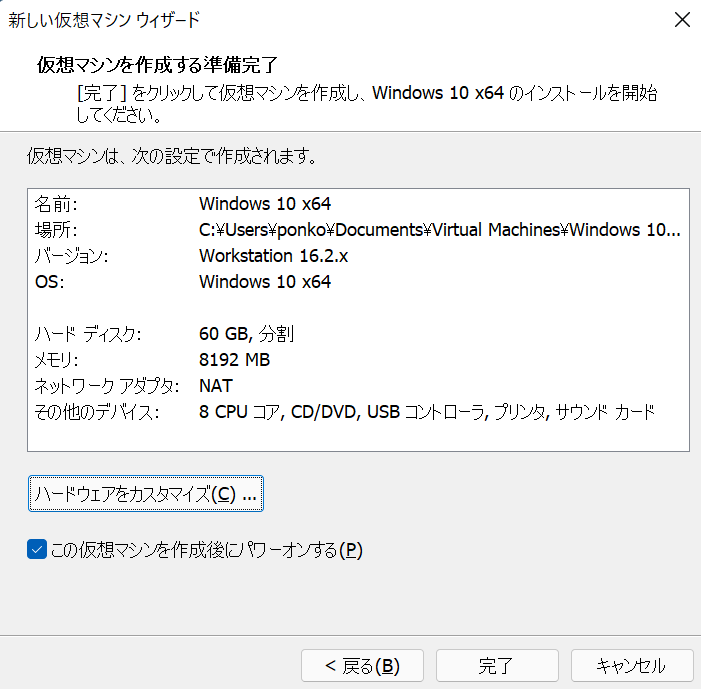 新しい仮想マシン ウィザード
仮想マシンを作成する準備完了
[完了] をクリックして仮想マシンを作成し、Windows 10 x64 のインストールを開始
してください。
仮想マシンは、次の設定で作成されます。
名前: Windows 10 x64
場所: C:¥Users¥ponko¥Documents¥Virtual Machines¥Windows 10...
バージョン: Workstation 16.2.x
OS: Windows 10 x64
ハード ディスク: 60 GB, 分割
メモリ: 8192 MB
ネットワーク アダプタ: NAT
その他のデバイス: 8 CPU コア, CD/DVD, USB コントローラ, プリンタ, サウンド カード
ハードウェアをカスタマイズ(C) ...
この仮想マシンを作成後にパワーオンする(P)
< 戻る(B) 完了 キャンセル